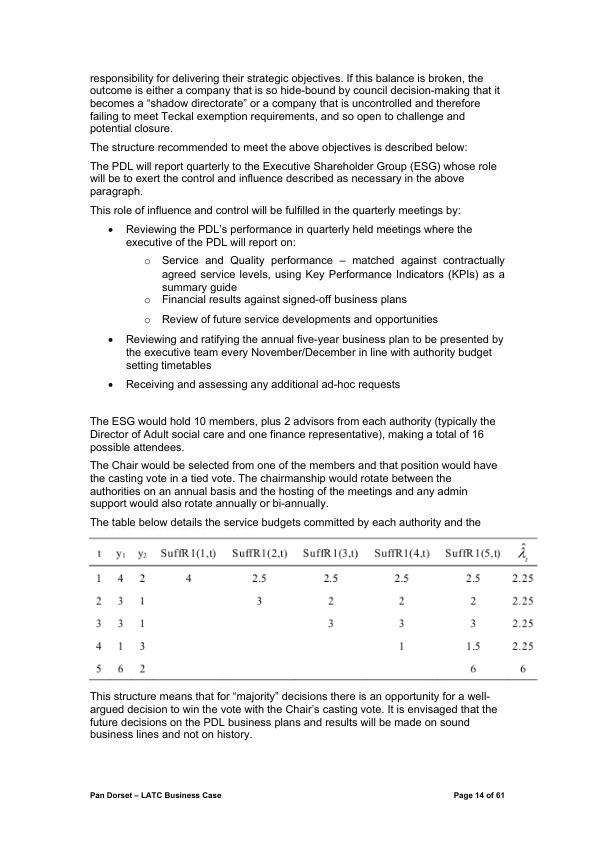 responsibility for delivering their strategic objectives. If this balance is broken, the
outcome is either a company that is so hide-bound by council decision-making that it
becomes a “shadow directorate” or a company that is uncontrolled and therefore
failing to meet Teckal exemption requirements, and so open to challenge and
potential closure.
The structure recommended to meet the above objectives is described below:
The PDL will report quarterly to the Executive Shareholder Group (ESG) whose role
will be to exert the control and influence described as necessary in the above
paragraph.
This role of influence and control will be fulfilled in the quarterly meetings by:
• Reviewing the PDL’s performance in quarterly held meetings where the
executive of the PDL will report on:
o Service and Quality performance – matched against contractually
agreed service levels, using Key Performance Indicators (KPIs) as a
summary guide
o Financial results against signed-off business plans
o Review of future service developments and opportunities
• Reviewing and ratifying the annual five-year business plan to be presented by
the executive team every November/December in line with authority budget
setting timetables
• Receiving and assessing any additional ad-hoc requests
The ESG would hold 10 members, plus 2 advisors from each authority (typically the
Director of Adult social care and one finance representative), making a total of 16
possible attendees.
The Chair would be selected from one of the members and that position would have
the casting vote in a tied vote. The chairmanship would rotate between the
authorities on an annual basis and the hosting of the meetings and any admin
support would also rotate annually or bi-annually.
The table below details the service budgets committed by each authority and the
t y₁ y₂ SuffR1(1,t) SuffR1(2,t) SuffR1(3,t) SuffR1(4,t) SuffR1(5,t) λ̂ₜ
1 4 2 4 2.5 2.5 2.5 2.5 2.25
2 3 1 3 2 2 2 2.25
3 3 1 3 3 3 2.25
4 1 3 1 1.5 2.25
5 6 2 6 6
This structure means that for “majority” decisions there is an opportunity for a well-
argued decision to win the vote with the Chair’s casting vote. It is envisaged that the
future decisions on the PDL business plans and results will be made on sound
business lines and not on history.
Pan Dorset – LATC Business Case Page 14 of 61